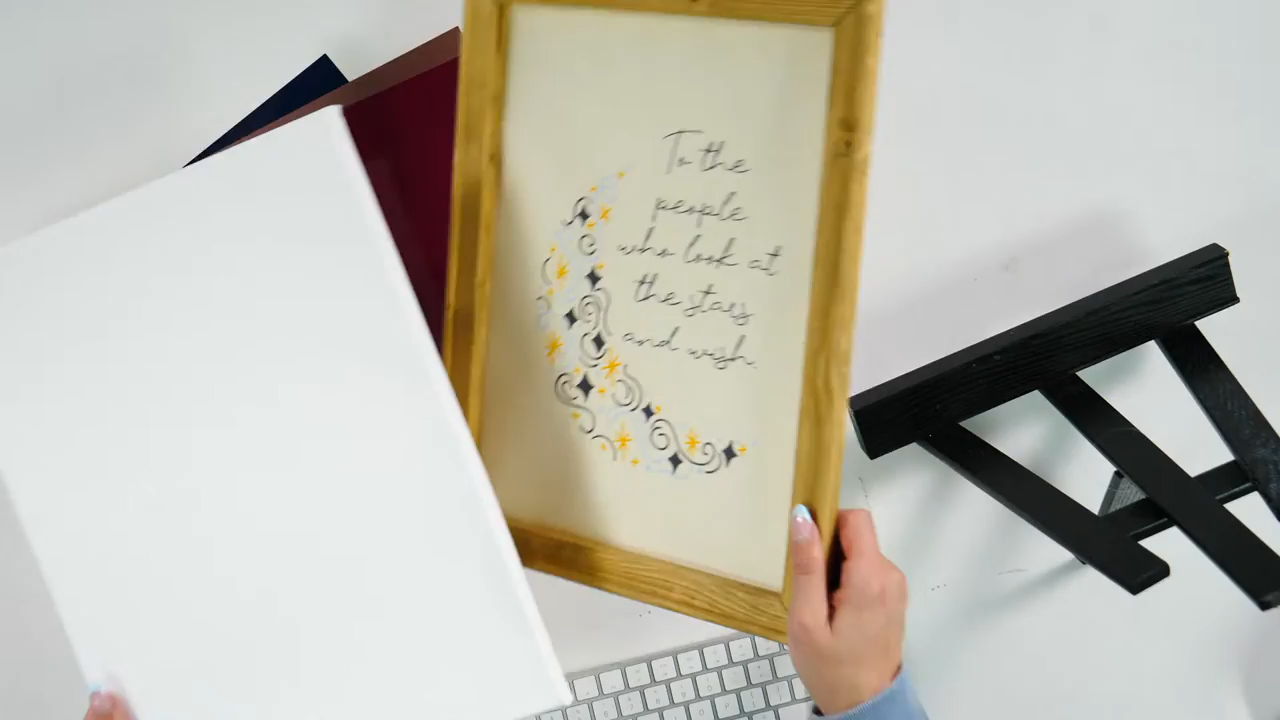 To the
people
who look at
the stars
and wish.